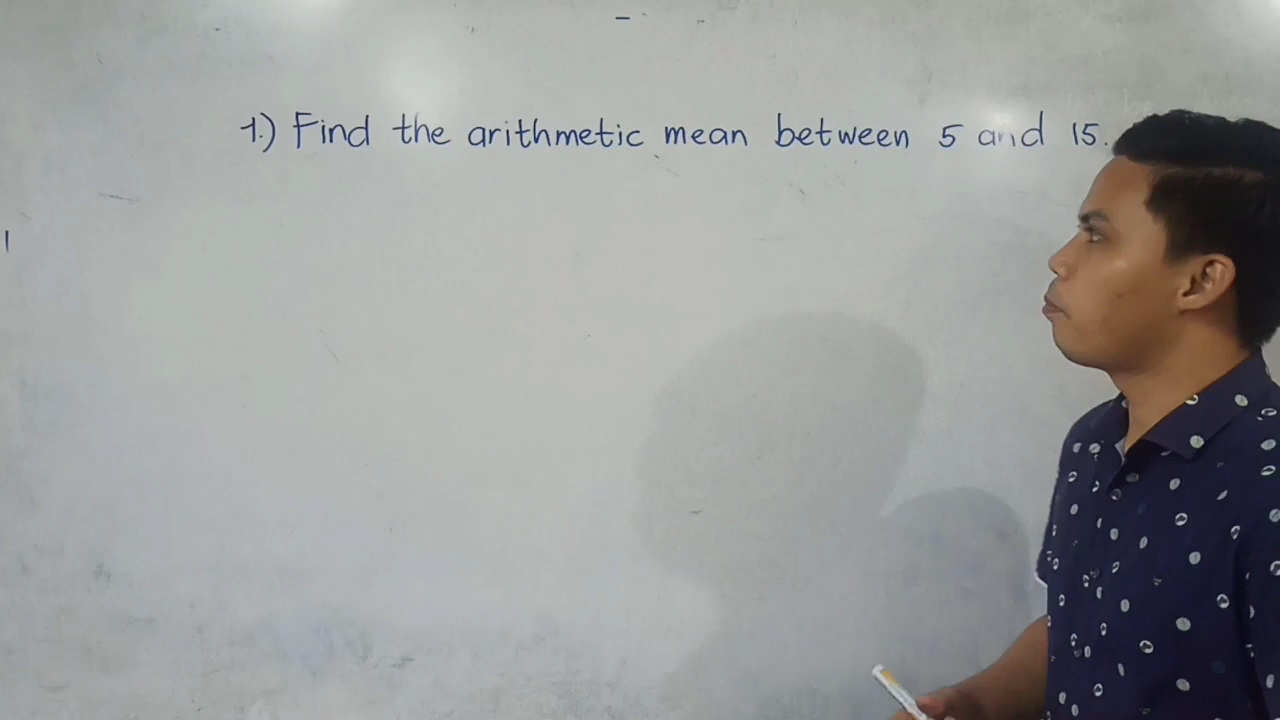 1.) Find the arithmetic mean between 5 and 15.